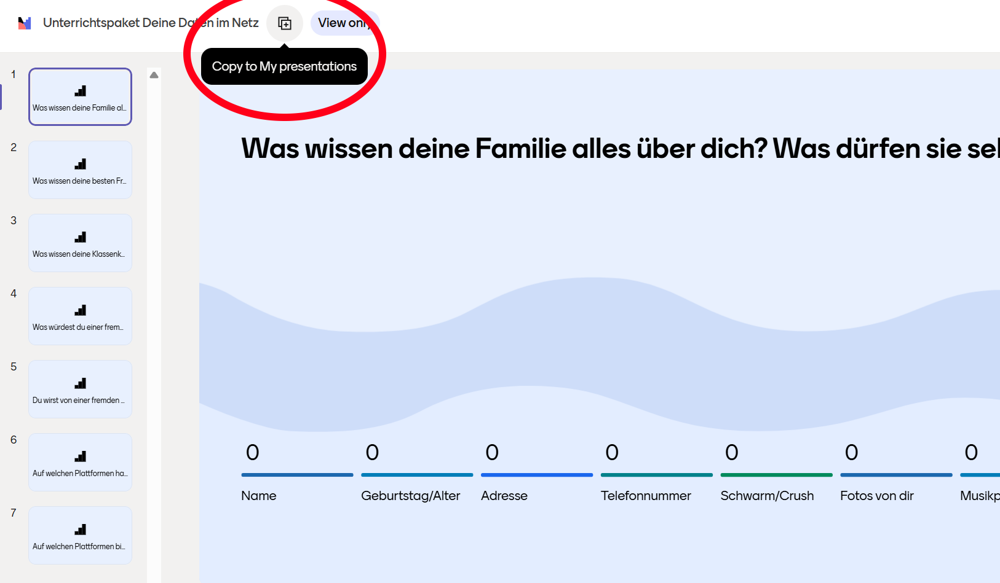 Unterrichtspaket Deine Daten im Netz
View only
Copy to My presentations
1
Was wissen deine Familie al...
2
Was wissen deine besten Fr...
3
Was wissen deine Klassenk...
4
Was würdest du einer frem...
5
Du wirst von einer fremden ...
6
Auf welchen Plattformen ha...
7
Auf welchen Plattformen bi...
Was wissen deine Familie alles über dich? Was dürfen sie
0 0 0 0 0 0 0
Name Geburtstag/Alter Adresse Telefonnummer Schwarm/Crush Fotos von dir